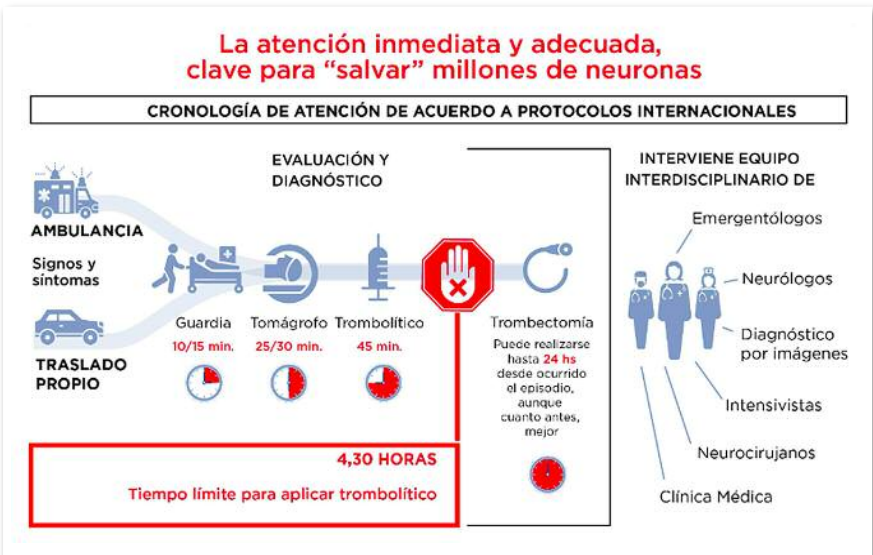 La atención inmediata y adecuada,
clave para “salvar” millones de neuronas
CRONOLOGÍA DE ATENCIÓN DE ACUERDO A PROTOCOLOS INTERNACIONALES
AMBULANCIA
Signos y
síntomas
TRASLADO
PROPIO
EVALUACIÓN Y
DIAGNÓSTICO
Guardia
10/15 min.
Tomágrofo
25/30 min.
Trombolítico
45 min.
4,30 HORAS
Tiempo límite para aplicar trombolítico
Trombectomía
Puede realizarse
hasta 24 hs
desde ocurrido
el episodio,
aunque
cuanto antes,
mejor
INTERVIENE EQUIPO
INTERDISCIPLINARIO DE
Emergentólogos
Neurólogos
Diagnóstico
por imágenes
Intensivistas
Neurocirujanos
Clínica Médica